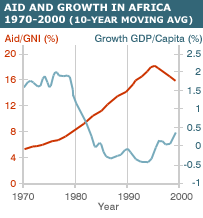 AID AND GROWTH IN AFRICA
1970-2000 (10-YEAR MOVING AVG)
Aid/GNI (%) Growth GDP/Capita (%)
20 2.5
16 2
1.5
12 1
8 0.5
0
4 -0.5
0 -1
1970 1980 1990 2000
Year